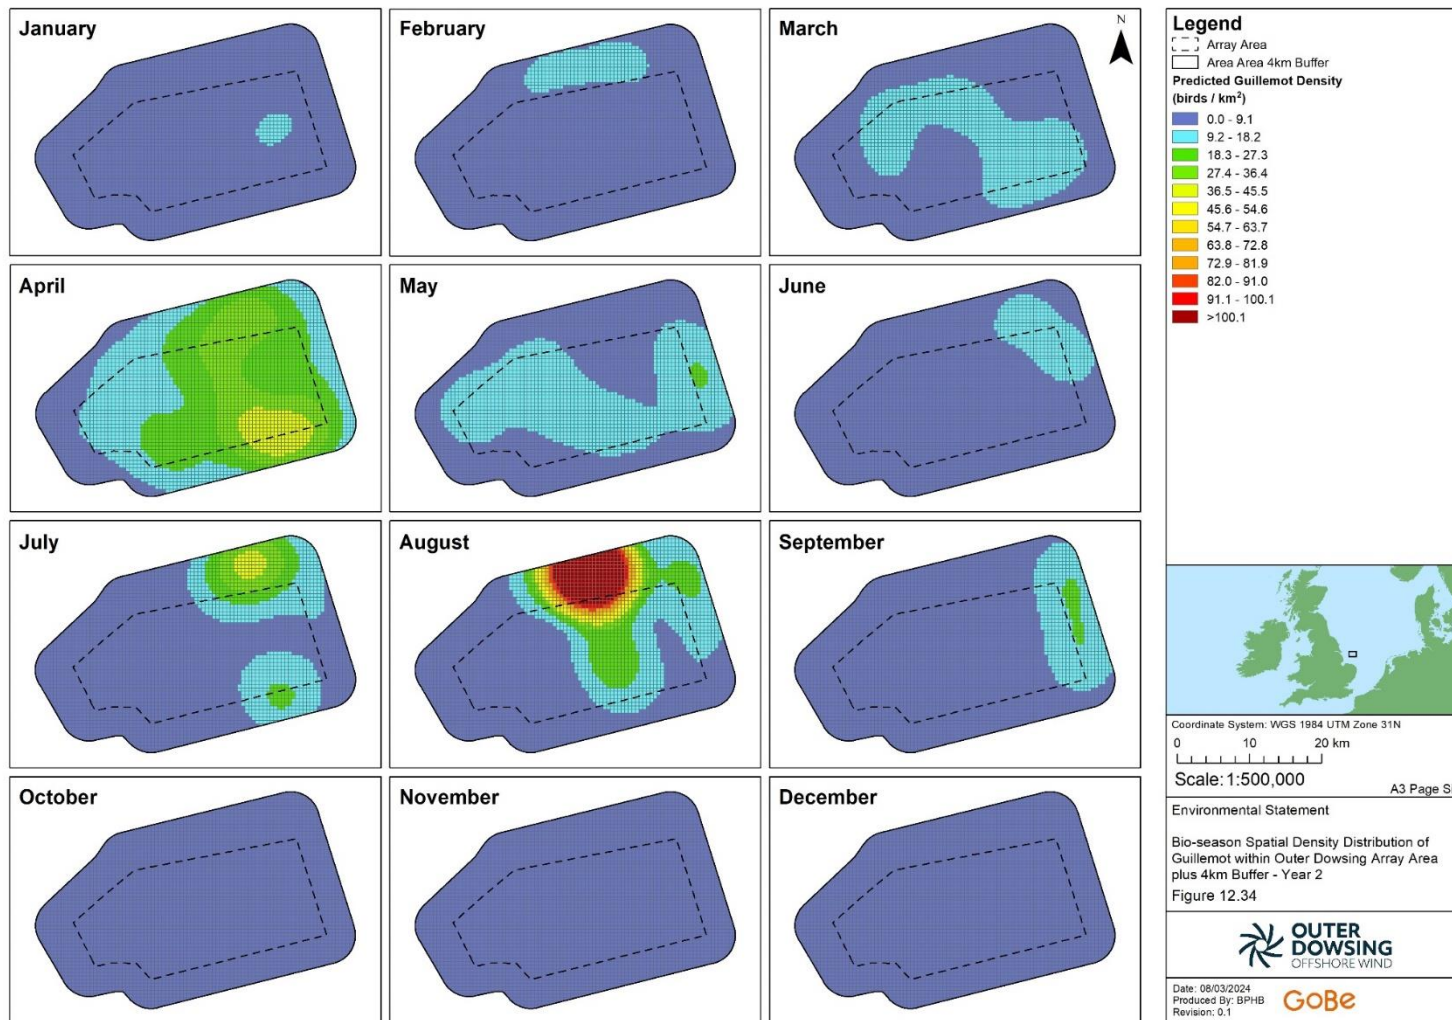 January
February
March
N
April
May
June
July
August
September
October
November
December
Legend
Array Area
Area Area 4km Buffer
Predicted Guillemot Density
(birds / km²)
0.0 - 9.1
9.2 - 18.2
18.3 - 27.3
27.4 - 36.4
36.5 - 45.5
45.6 - 54.6
54.7 - 63.7
63.8 - 72.8
72.9 - 81.9
82.0 - 91.0
91.1 - 100.1
>100.1
Coordinate System: WGS 1984 UTM Zone 31N
0 10 20 km
Scale: 1:500,000
A3 Page Si
Environmental Statement
Bio-season Spatial Density Distribution of
Guillemot within Outer Dowsing Array Area
plus 4km Buffer - Year 2
Figure 12.34
OUTER
DOWSING
OFFSHORE WIND
Date: 08/03/2024
Produced By: BPHB
Revision: 0.1
GoBe